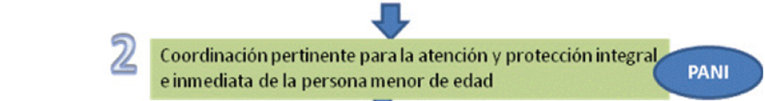 2
Coordinación pertinente para la atención y protección integral
e inmediata de la persona menor de edad
PANI